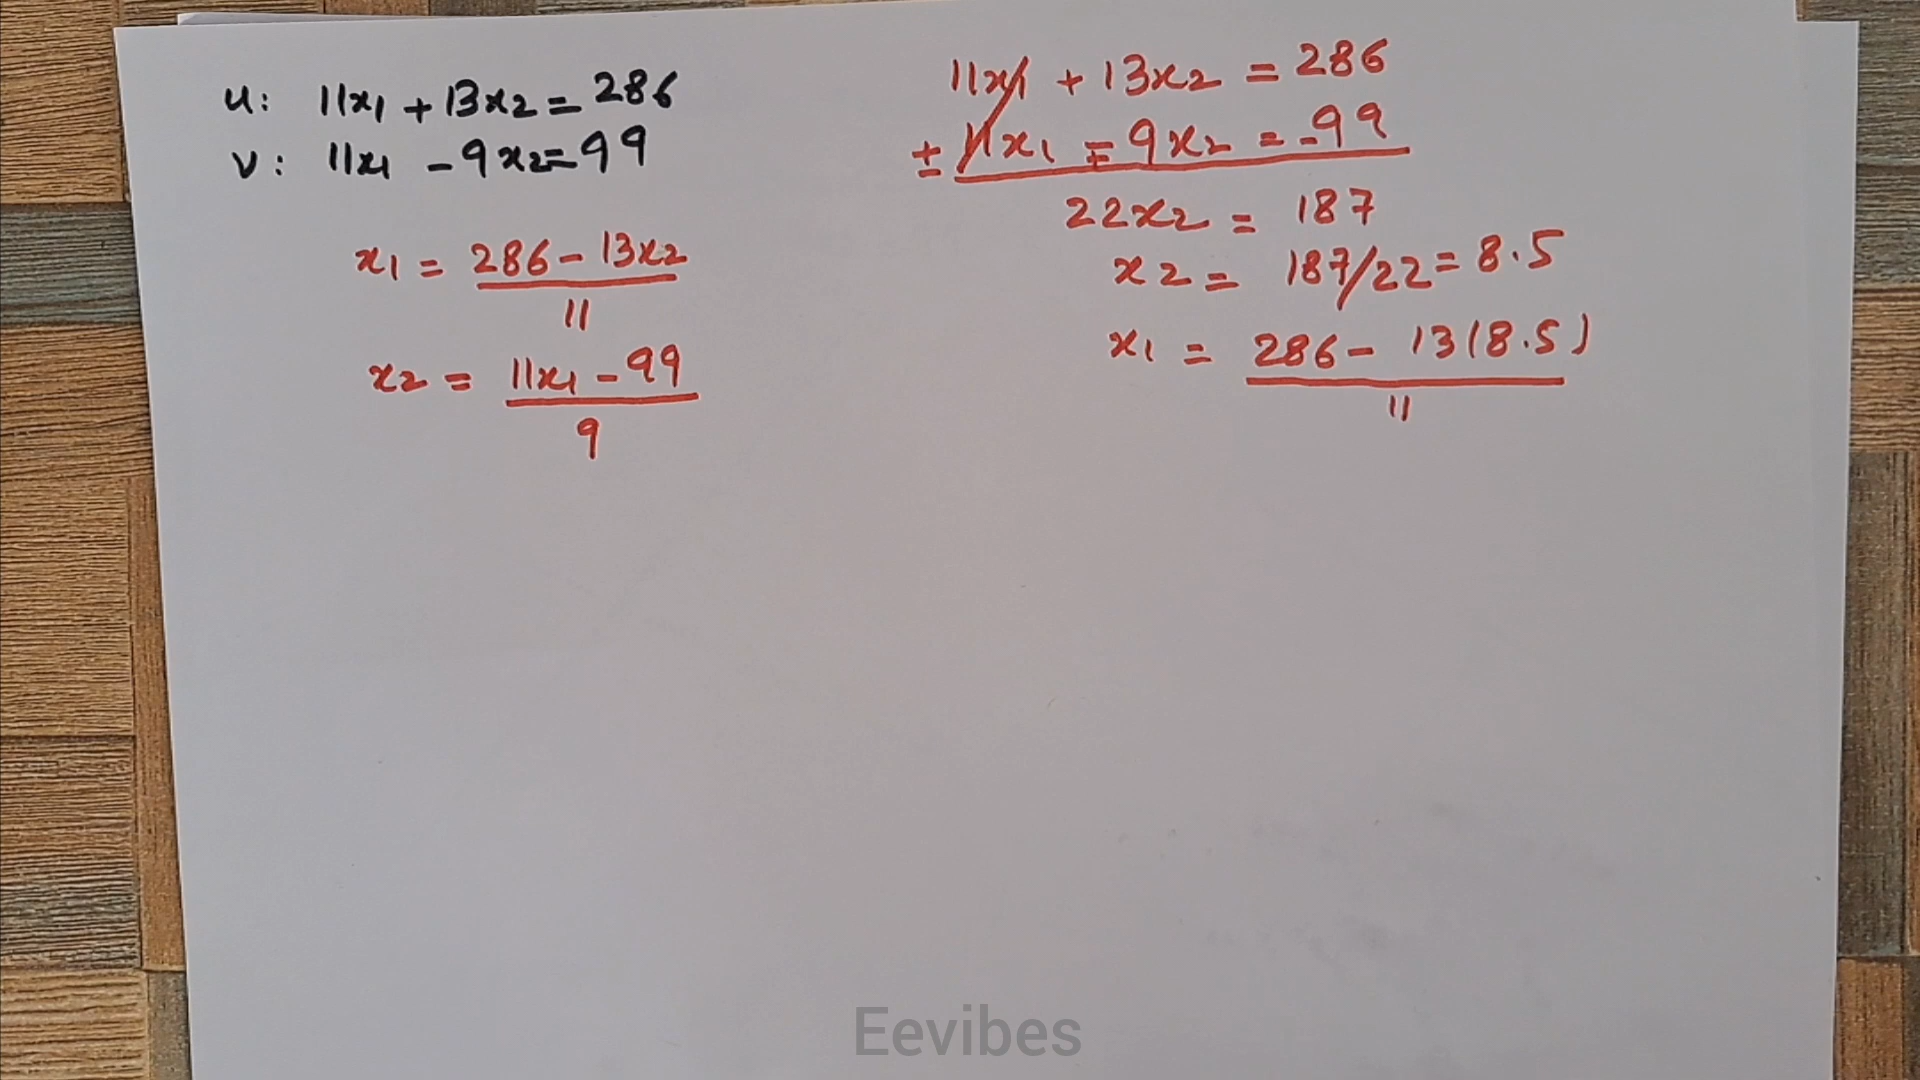 u: 11x1 + 13x2 = 286
v: 11x1 - 9x2 = 99
x1 = 286 - 13x2
11
x2 = 11x1 - 99
9
11x1 + 13x2 = 286
± 11x1 ∓ 9x2 = -99
22x2 = 187
x2 = 187/22 = 8.5
x1 = 286 - 13(8.5)
11
Eevibes